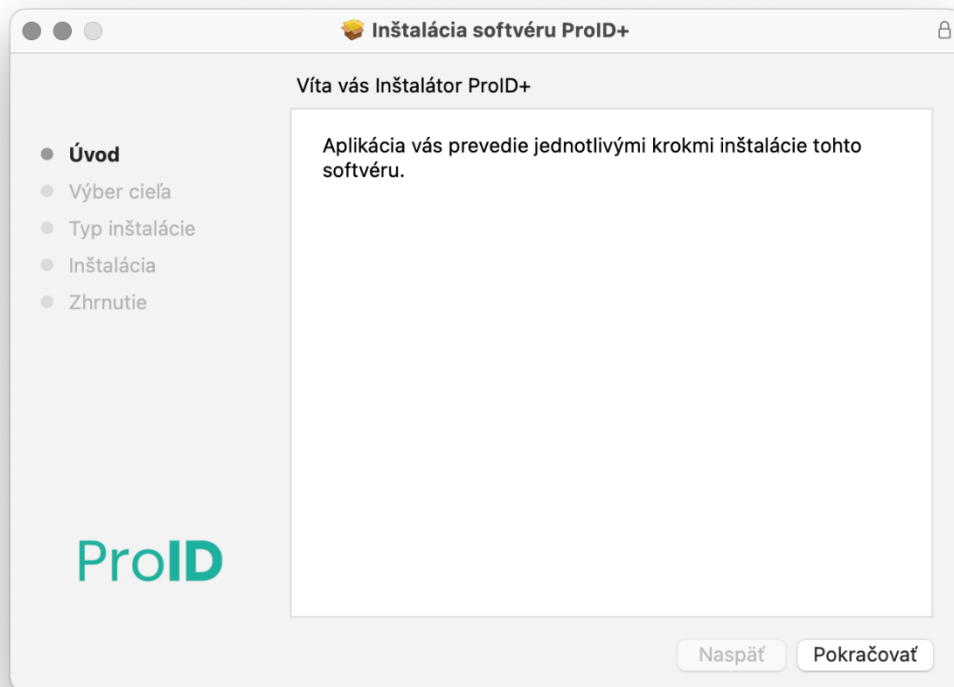 Inštalácia softvéru ProID+
Víta vás Inštalátor ProID+
Úvod
Výber cieľa
Typ inštalácie
Inštalácia
Zhrnutie
Aplikácia vás prevedie jednotlivými krokmi inštalácie tohto
softvéru.
ProID
Naspäť
Pokračovať